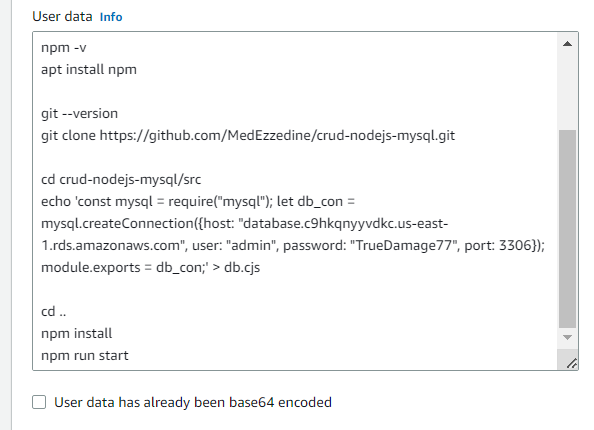 User data Info
npm -v
apt install npm
git --version
git clone https://github.com/MedEzzedine/crud-nodejs-mysql.git
cd crud-nodejs-mysql/src
echo 'const mysql = require("mysql"); let db_con =
mysql.createConnection({host: "database.c9hkqnyyvdkc.us-east-
1.rds.amazonaws.com", user: "admin", password: "TrueDamage77", port: 3306});
module.exports = db_con;' > db.cjs
cd ..
npm install
npm run start
User data has already been base64 encoded